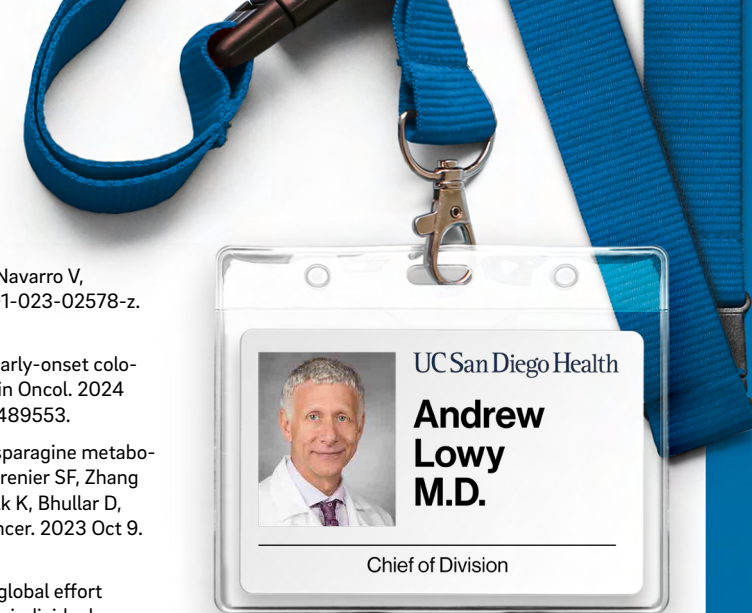 Navarro V,
1-023-02578-z.
arly-onset colo-
in Oncol. 2024
489553.
sparagine metabo-
renier SF, Zhang
k K, Bhullar D,
ncer. 2023 Oct 9.
global effort
UC San Diego Health
Andrew
Lowy
M.D.
Chief of Division